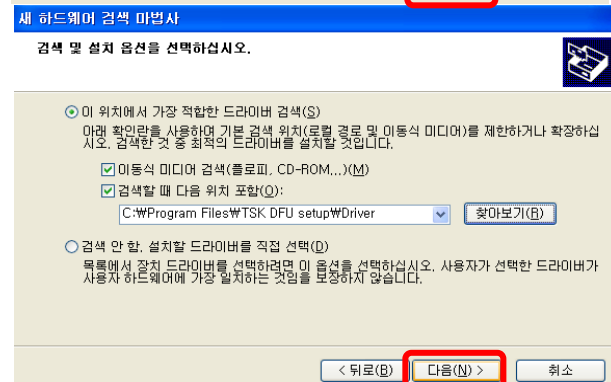 새 하드웨어 검색 마법사
검색 및 설치 옵션을 선택하십시오.
이 위치에서 가장 적합한 드라이버 검색(S)
아래 확인란을 사용하여 기본 검색 위치(로컬 경로 및 이동식 미디어)를 제한하거나 확장하십
시오. 검색한 것 중 최적의 드라이버를 설치할 것입니다.
이동식 미디어 검색(플로피, CD-ROM...)(M)
검색할 때 다음 위치 포함(O):
C:₩Program Files₩TSK DFU setup₩Driver
찾아보기(R)
검색 안 함. 설치할 드라이버를 직접 선택(D)
목록에서 장치 드라이버를 선택하려면 이 옵션을 선택하십시오. 사용자가 선택한 드라이버가
사용자 하드웨어에 가장 일치하는 것임을 보장하지 않습니다.
< 뒤로(B) 다음(N) > 취소